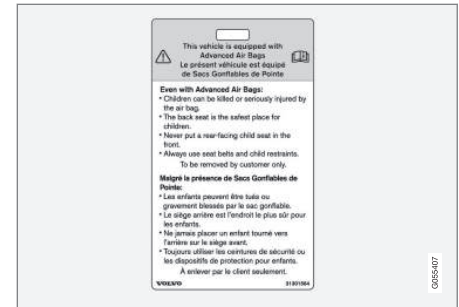 This vehicle is equipped with
Advanced Air Bags
Le présent véhicule est équipé
de Sacs Gonflables de Pointe
Even with Advanced Air Bags:
• Children can be killed or seriously injured by
the air bag.
• The back seat is the safest place for
children.
• Never put a rear-facing child seat in the
front.
• Always use seat belts and child restraints.
To be removed by customer only.
Malgré la présence de Sacs Gonflables de
Pointe:
• Les enfants peuvent être tués ou
gravement blessés par le sac gonflable.
• Le siège arrière est l'endroit le plus sûr pour
les enfants.
• Ne jamais placer un enfant tourné vers
l'arrière sur le siège avant.
• Toujours utiliser les ceintures de sécurité ou
les dispositifs de protection pour enfants.
À enlever par le client seulement.
VOLVO
G055407